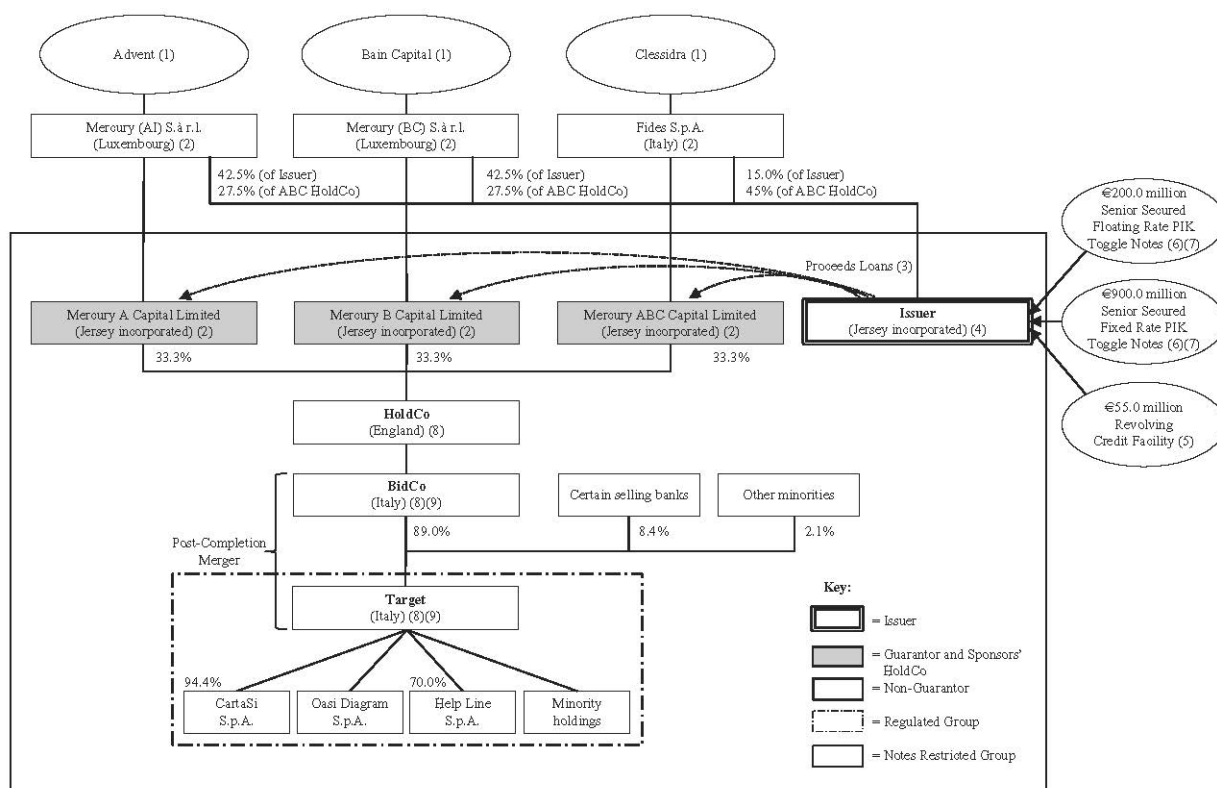 Advent (1)
Bain Capital (1)
Clessidra (1)
Mercury (AI) S.à r.l.
(Luxembourg) (2)
Mercury (BC) S.à r.l.
(Luxembourg) (2)
Fides S.p.A.
(Italy) (2)
42.5% (of Issuer)
27.5% (of ABC HoldCo)
42.5% (of Issuer)
27.5% (of ABC HoldCo)
15.0% (of Issuer)
45% (of ABC HoldCo)
€200.0 million
Senior Secured
Floating Rate PIK
Toggle Notes (6)(7)
Proceeds Loans (3)
Mercury A Capital Limited
(Jersey incorporated) (2)
Mercury B Capital Limited
(Jersey incorporated) (2)
Mercury ABC Capital Limited
(Jersey incorporated) (2)
Issuer
(Jersey incorporated) (4)
€900.0 million
Senior Secured
Fixed Rate PIK
Toggle Notes (6)(7)
33.3%
33.3%
33.3%
€55.0 million
Revolving
Credit Facility (5)
HoldCo
(England) (8)
BidCo
(Italy) (8)(9)
Certain selling banks
Other minorities
89.0%
8.4%
2.1%
Post-Completion
Merger
Target
(Italy) (8)(9)
94.4%
70.0%
CartaSi
S.p.A.
Oasi Diagram
S.p.A.
Help Line
S.p.A.
Minority
holdings
Key:
= Issuer
= Guarantor and Sponsors'
HoldCo
= Non-Guarantor
= Regulated Group
= Notes Restricted Group